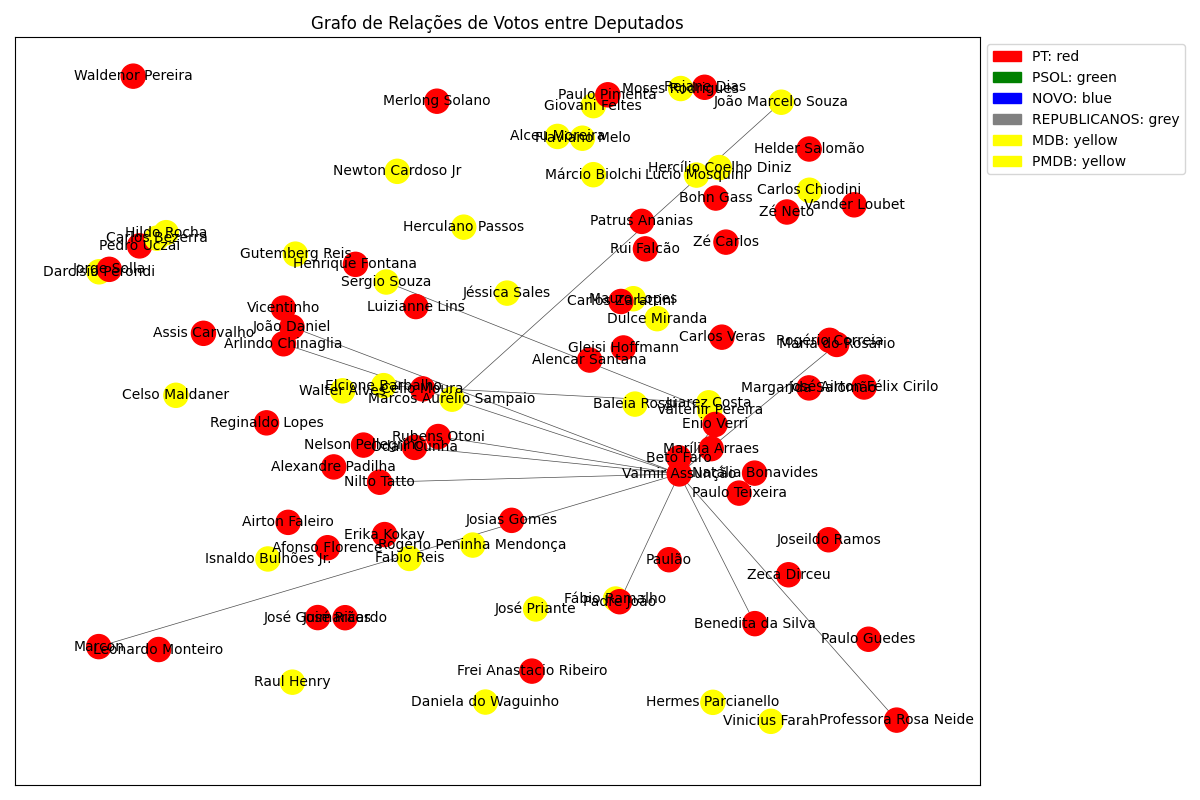 Grafo de Relações de Votos entre Deputados
PT: red
PSOL: green
NOVO: blue
REPUBLICANOS: grey
MDB: yellow
PMDB: yellow
Waldenor Pereira
Merlong Solano
Paulo Pimenta
Moses Rodrigues
Rejane Dias
Giovani Feltes
João Marcelo Souza
Alceu Moreira
Flaviano Melo
Helder Salomão
Newton Cardoso Jr
Márcio Biolchi
Hercílio Coelho Diniz
Lucio Mosquini
Carlos Chiodini
Bohn Gass
Vander Loubet
Zé Neto
Patrus Ananias
Herculano Passos
Hildo Rocha
Carlos Bezerra
Pedro Uczai
Zé Carlos
Rui Falcão
Gutemberg Reis
Henrique Fontana
Jorge Solla
Darcísio Perondi
Sergio Souza
Jéssica Sales
Mauro Lopes
Carlos Zarattini
Luizianne Lins
Vicentinho
Dulce Miranda
João Daniel
Assis Carvalho
Arlindo Chinaglia
Carlos Veras
Rogério Correia
Maria do Rosário
Gleisi Hoffmann
Alencar Santana
Elcione Barbalho
Célio Moura
Walter Alves
Margarida Salomão
José Airton Félix Cirilo
Celso Maldaner
Marcos Aurélio Sampaio
Baleia Rossi
Juarez Costa
Valtenir Pereira
Reginaldo Lopes
Enio Verri
Rubens Otoni
Nelson Pellegrino
Odair Cunha
Marília Arraes
Beto Faro
Alexandre Padilha
Valmir Assunção
Natália Bonavides
Nilto Tatto
Paulo Teixeira
Airton Faleiro
Josias Gomes
Erika Kokay
Joseildo Ramos
Afonso Florence
Rogério Peninha Mendonça
Isnaldo Bulhões Jr.
Fabio Reis
Paulão
Zeca Dirceu
Fábio Ramalho
Padre João
José Priante
José Guimarães
José Ricardo
Benedita da Silva
Paulo Guedes
Marcon
Leonardo Monteiro
Frei Anastacio Ribeiro
Raul Henry
Daniela do Waguinho
Hermes Parcianello
Vinicius Farah
Professora Rosa Neide